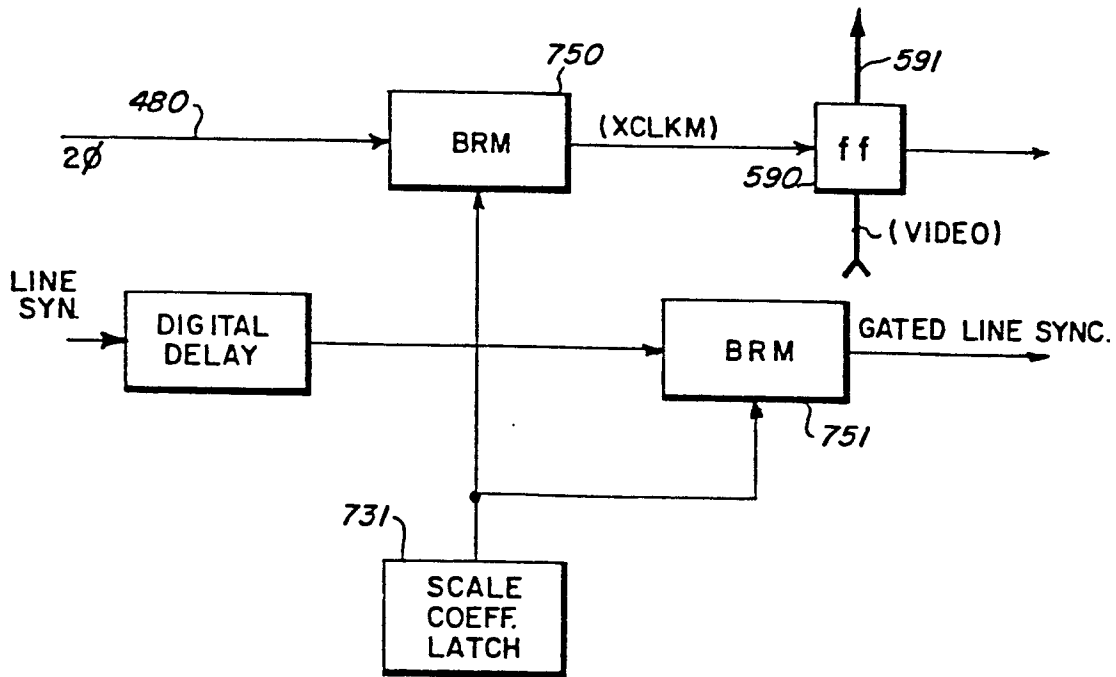 750
591
480
2φ
BRM
(XCLKM)
ff
590
(VIDEO)
LINE
SYN.
DIGITAL
DELAY
BRM
GATED LINE SYNC.
751
731
SCALE
COEFF.
LATCH